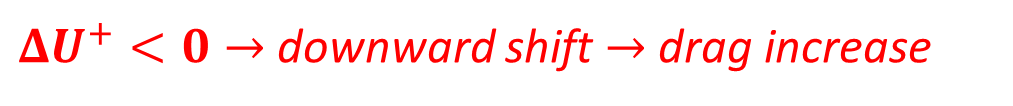 ΔU⁺ < 0 → downward shift → drag increase